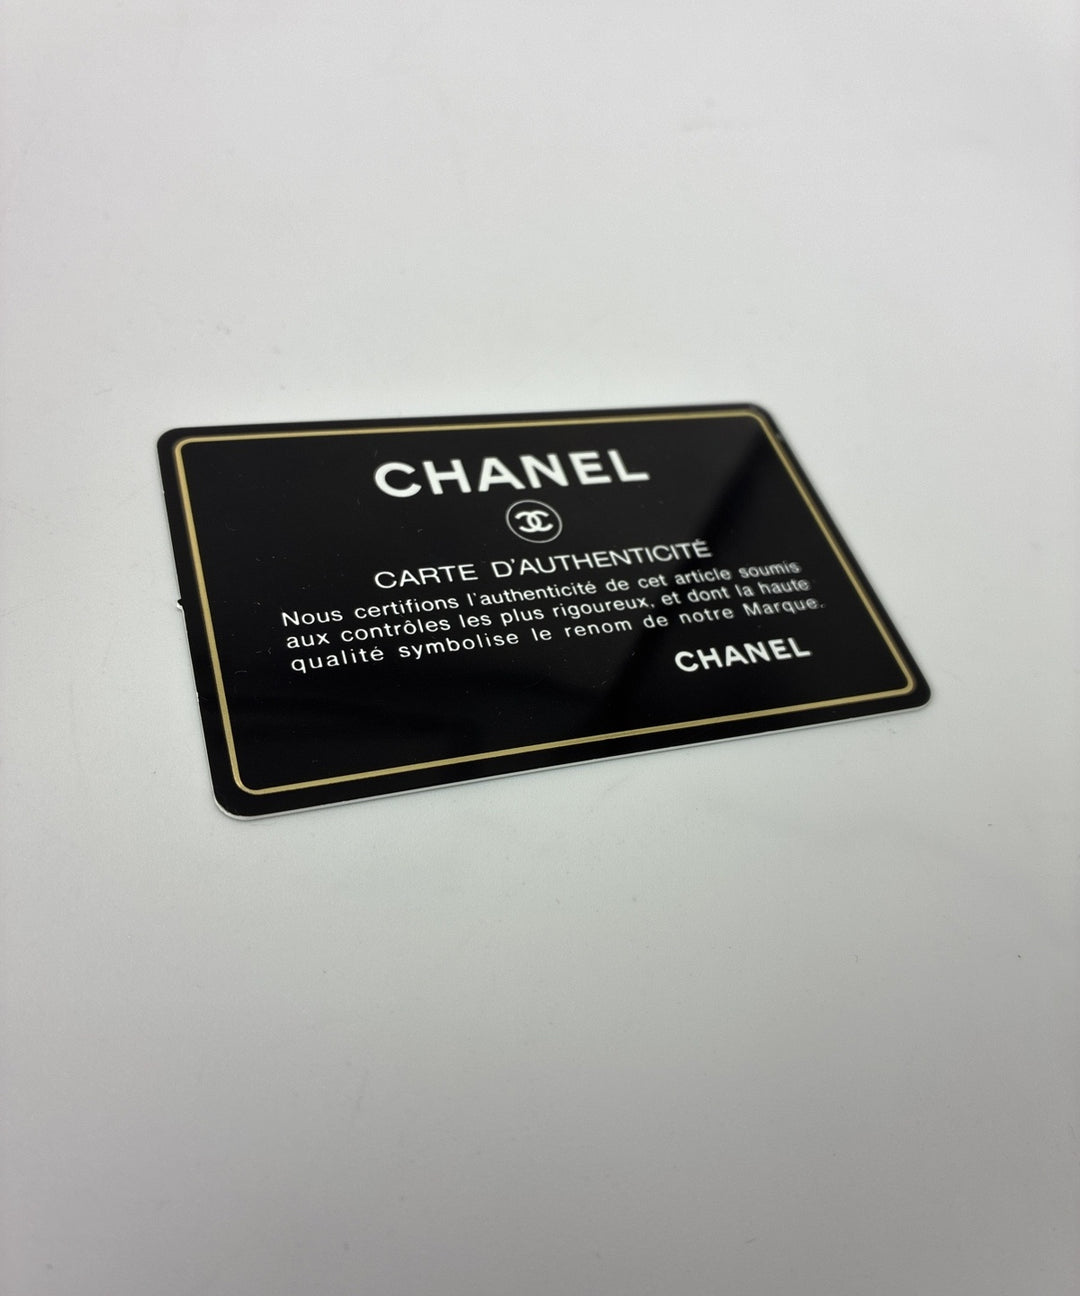 CHANEL
CARTE D'AUTHENTICITÉ
Nous certifions l'authenticité de cet article soumis
aux contrôles les plus rigoureux, et dont la haute
qualité symbolise le renom de notre Marque.
CHANEL